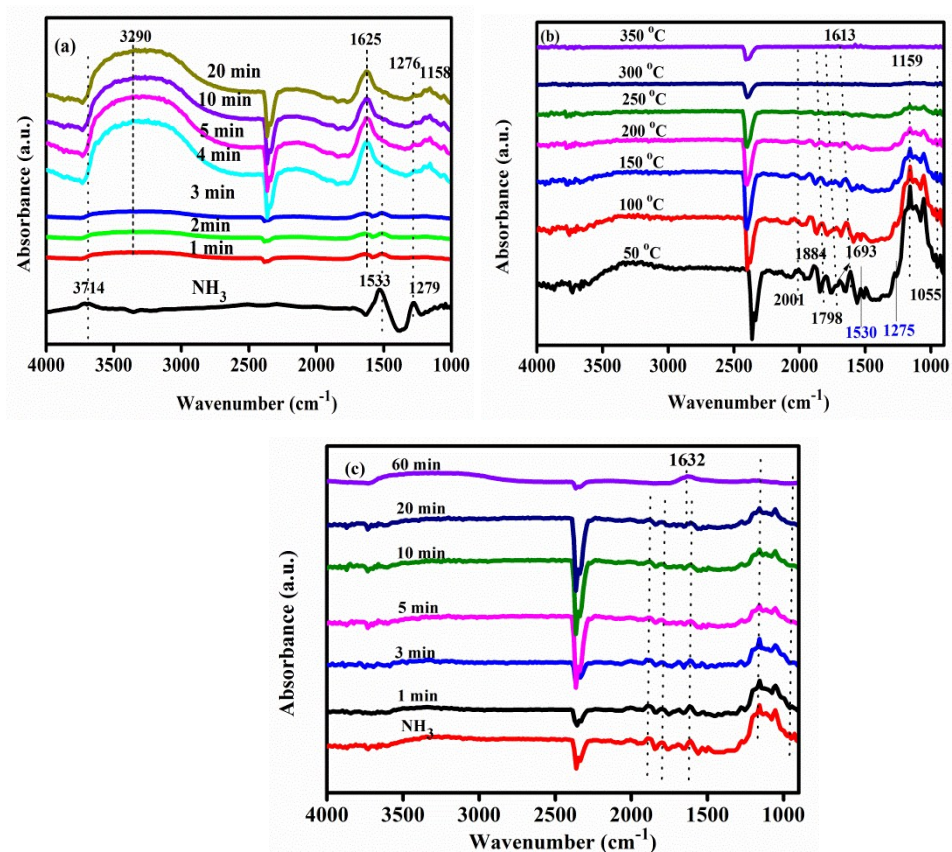 (a)
3290
1625
1276
1158
20 min
10 min
5 min
4 min
3 min
2min
1 min
NH3
3714
1533
1279
Absorbance (a.u.)
4000 3500 3000 2500 2000 1500 1000
Wavenumber (cm-1)
(b)
350 °C
1613
1159
300 °C
250 °C
200 °C
150 °C
100 °C
50 °C
1884
1693
2001
1798
1530
1275
1055
Absorbance (a.u.)
4000 3500 3000 2500 2000 1500 1000
Wavenumber (cm-1)
(c)
60 min
1632
20 min
10 min
5 min
3 min
1 min
NH3
Absorbance (a.u.)
4000 3500 3000 2500 2000 1500 1000
Wavenumber (cm-1)